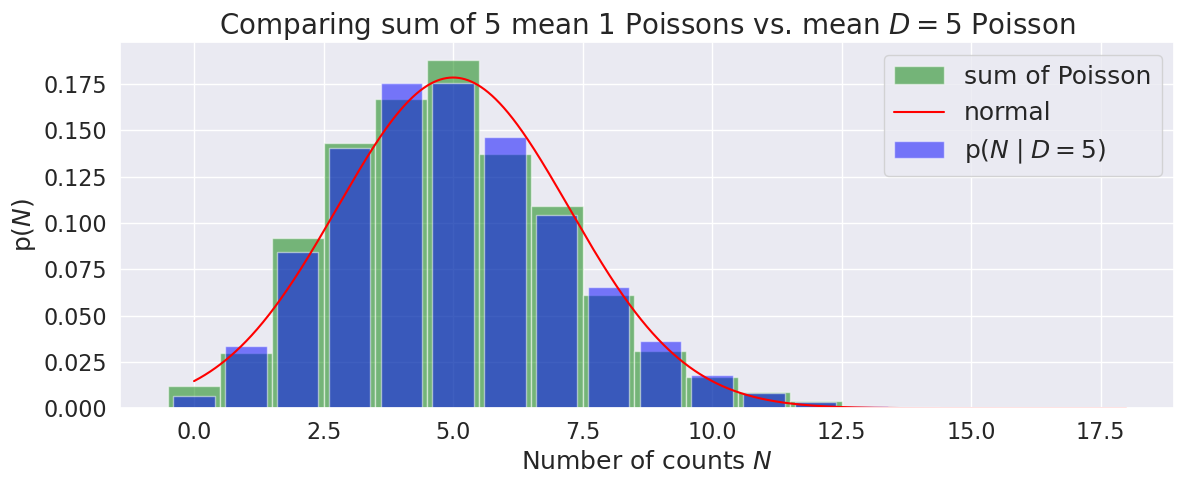 Comparing sum of 5 mean 1 Poissons vs. mean D = 5 Poisson
sum of Poisson
normal
p(N | D = 5)
p(N)
0.175
0.150
0.125
0.100
0.075
0.050
0.025
0.000
0.0 2.5 5.0 7.5 10.0 12.5 15.0 17.5
Number of counts N